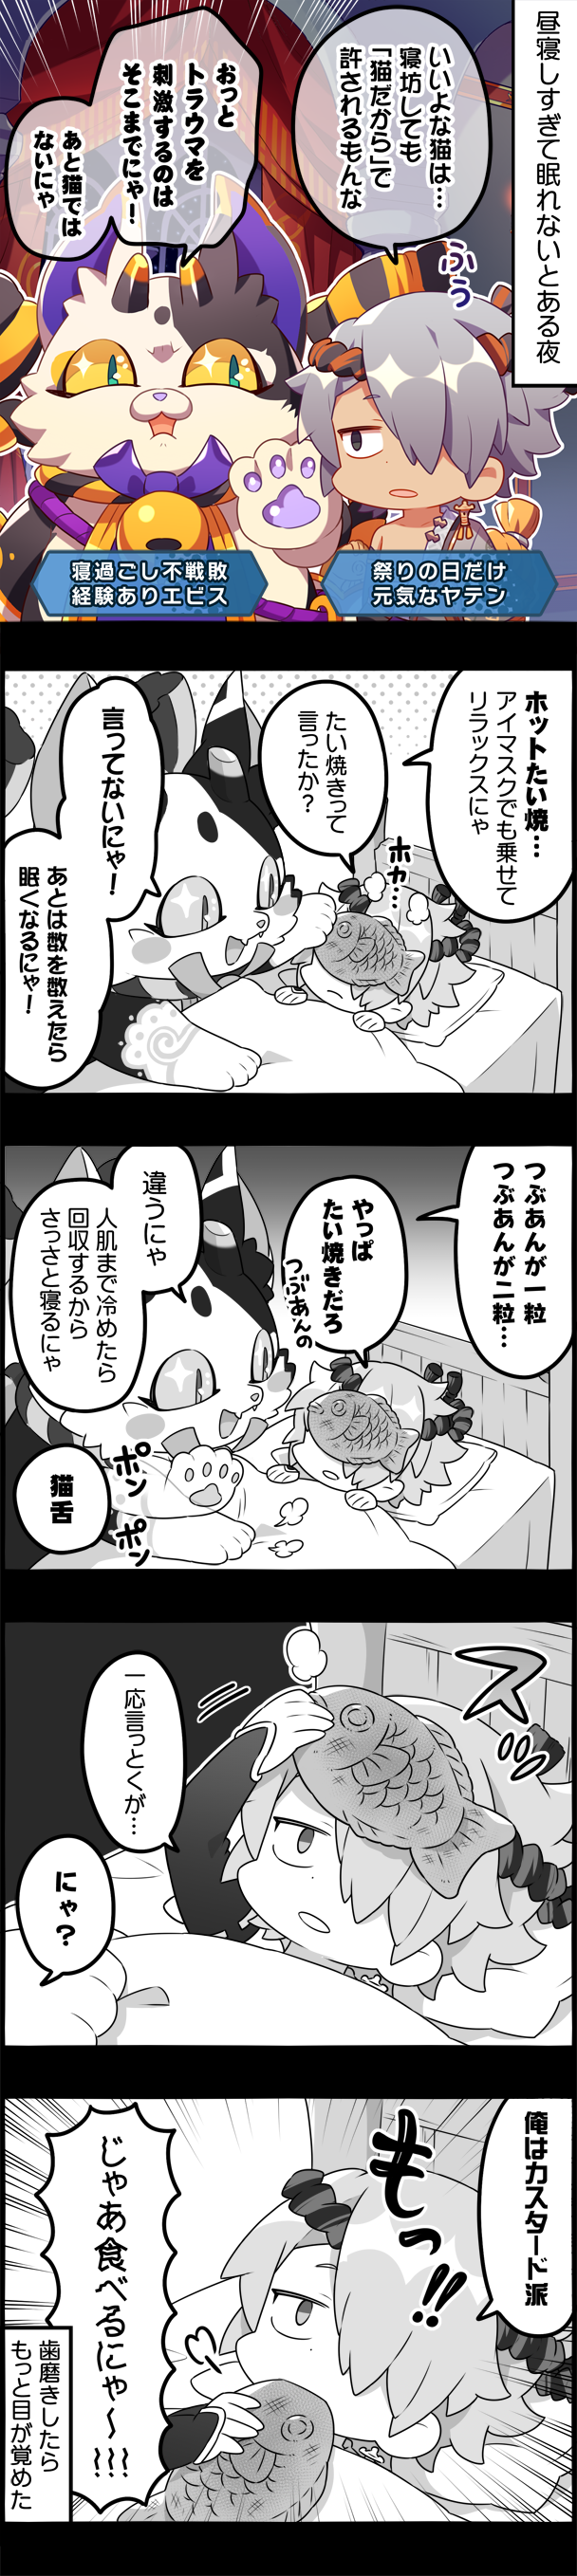 昼寝しすぎて眠れないとある夜
いいよな猫は…
寝坊しても
「猫だから」で
許されるもんな
ふぅ
おっと
トラウマを
刺激するのは
そこまでにゃ！
あと猫では
ないにゃ
寝過ごし不戦敗
経験ありエビス
祭りの日だけ
元気なヤテン
ホットたい焼…
アイマスクでも乗せて
リラックスにゃ
たい焼きって
言ったか？
ホカ…
言ってないにゃ！
あとは数を数えたら
眠くなるにゃ！
つぶあんが一粒
つぶあんが二粒…
やっぱ
たい焼きだろ
つぶあんの
違うにゃ
人肌まで冷めたら
回収するから
さっさと寝るにゃ
猫舌
ポン
ポン
スッ
一応言っとくが…
にゃ？
俺はカスタード派
もっ!!
じゃあ食べるにゃ〜〜〜〜
歯磨きしたら
もっと目が覚めた